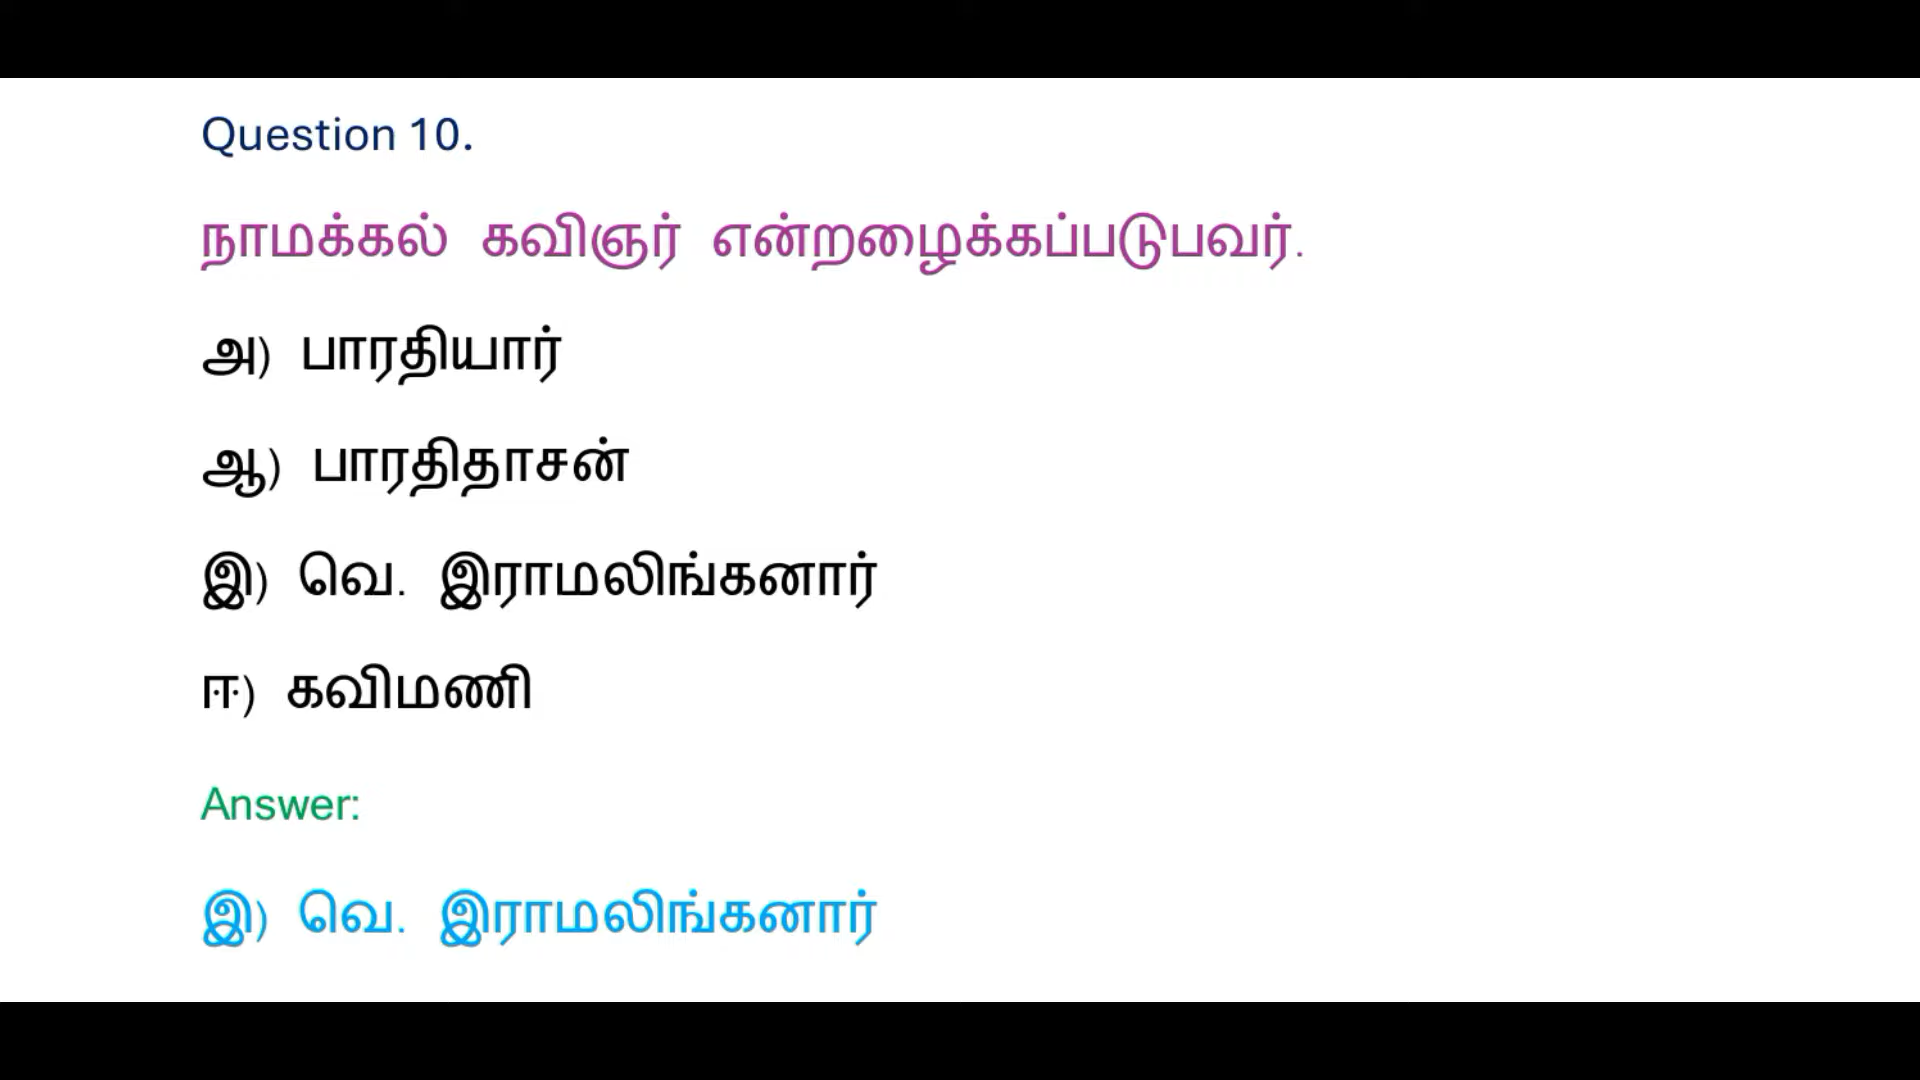 Question 10.
நாமக்கல் கவிஞர் என்றழைக்கப்படுபவர்.
அ) பாரதியார்
ஆ) பாரதிதாசன்
இ) வெ. இராமலிங்கனார்
ஈ) கவிமணி
Answer:
இ) வெ. இராமலிங்கனார்